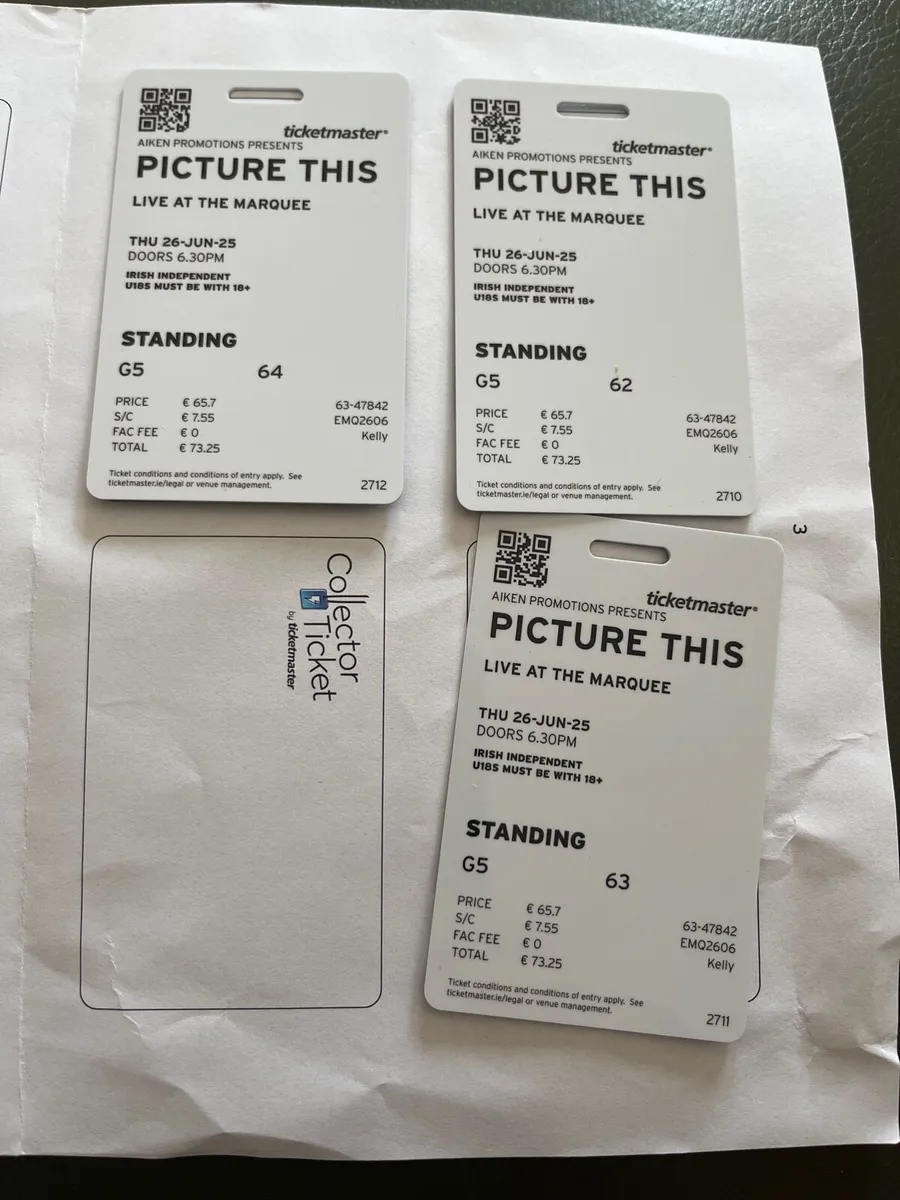 ticketmaster®
AIKEN PROMOTIONS PRESENTS
PICTURE THIS
LIVE AT THE MARQUEE
THU 26-JUN-25
DOORS 6.30PM
IRISH INDEPENDENT
U18S MUST BE WITH 18+
STANDING
G5 64
PRICE € 65.7 63-47842
S/C € 7.55 EMQ2606
FAC FEE € 0 Kelly
TOTAL € 73.25
Ticket conditions and conditions of entry apply. See
ticketmaster.ie/legal or venue management.
2712
ticketmaster®
AIKEN PROMOTIONS PRESENTS
PICTURE THIS
LIVE AT THE MARQUEE
THU 26-JUN-25
DOORS 6.30PM
IRISH INDEPENDENT
U18S MUST BE WITH 18+
STANDING
G5 62
PRICE € 65.7 63-47842
S/C € 7.55 EMQ2606
FAC FEE € 0 Kelly
TOTAL € 73.25
Ticket conditions and conditions of entry apply. See
ticketmaster.ie/legal or venue management.
2710
3
Collector
Ticket
by ticketmaster
ticketmaster®
AIKEN PROMOTIONS PRESENTS
PICTURE THIS
LIVE AT THE MARQUEE
THU 26-JUN-25
DOORS 6.30PM
IRISH INDEPENDENT
U18S MUST BE WITH 18+
STANDING
G5 63
PRICE € 65.7 63-47842
S/C € 7.55 EMQ2606
FAC FEE € 0 Kelly
TOTAL € 73.25
Ticket conditions and conditions of entry apply. See
ticketmaster.ie/legal or venue management.
2711